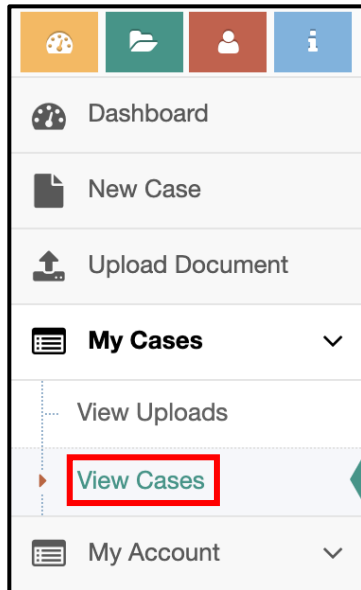 Dashboard
New Case
Upload Document
My Cases
View Uploads
View Cases
My Account